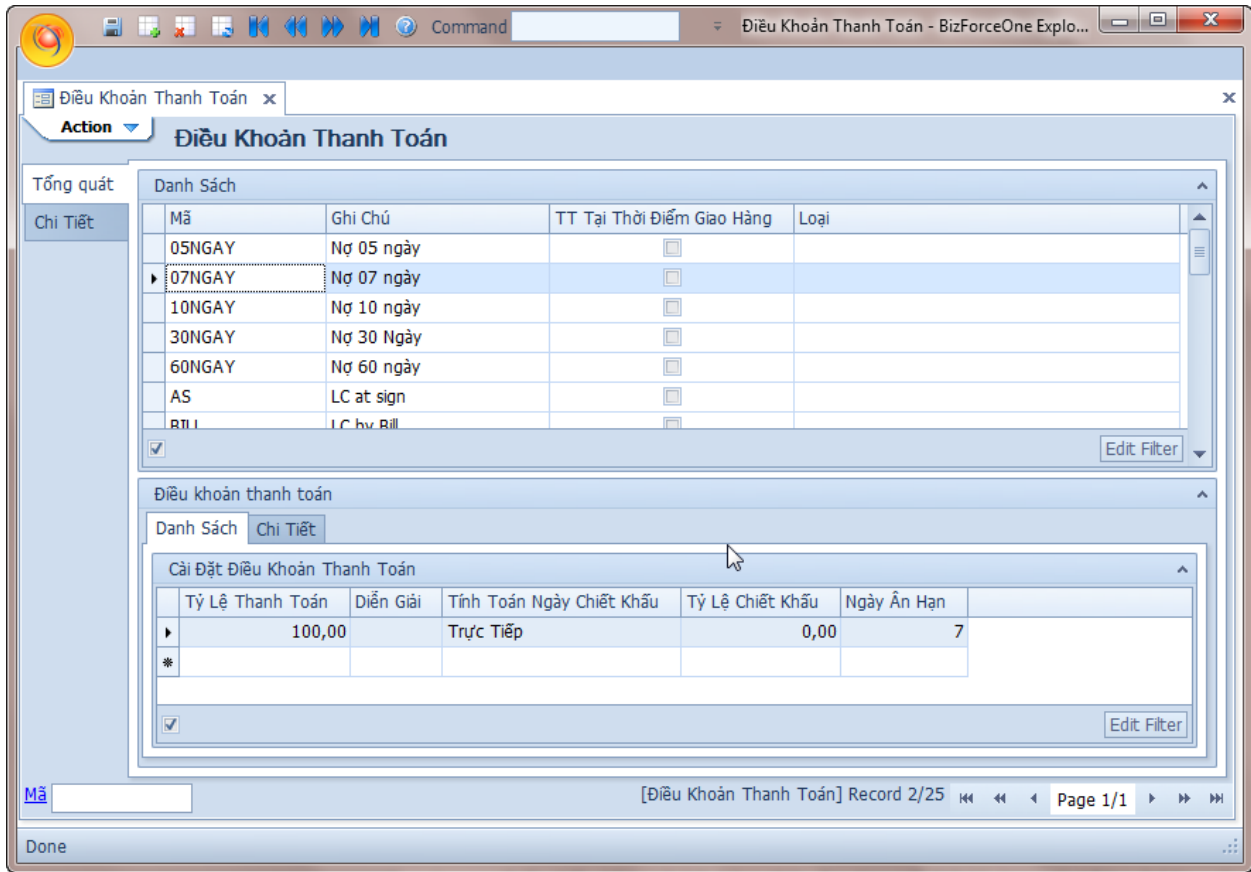 Command Điều Khoản Thanh Toán - BizForceOne Explo...
Điều Khoản Thanh Toán
Action
Điều Khoản Thanh Toán
Tổng quát
Chi Tiết
Danh Sách
Mã Ghi Chú TT Tại Thời Điểm Giao Hàng Loại
05NGAY Nợ 05 ngày
07NGAY Nợ 07 ngày
10NGAY Nợ 10 ngày
30NGAY Nợ 30 Ngày
60NGAY Nợ 60 ngày
AS LC at sign
BILL LC by Bill
Edit Filter
Điều khoản thanh toán
Danh Sách Chi Tiết
Cài Đặt Điều Khoản Thanh Toán
Tỷ Lệ Thanh Toán Diễn Giải Tính Toán Ngày Chiết Khấu Tỷ Lệ Chiết Khấu Ngày Ân Hạn
100,00 Trực Tiếp 0,00 7
Edit Filter
Mã [Điều Khoản Thanh Toán] Record 2/25 Page 1/1
Done